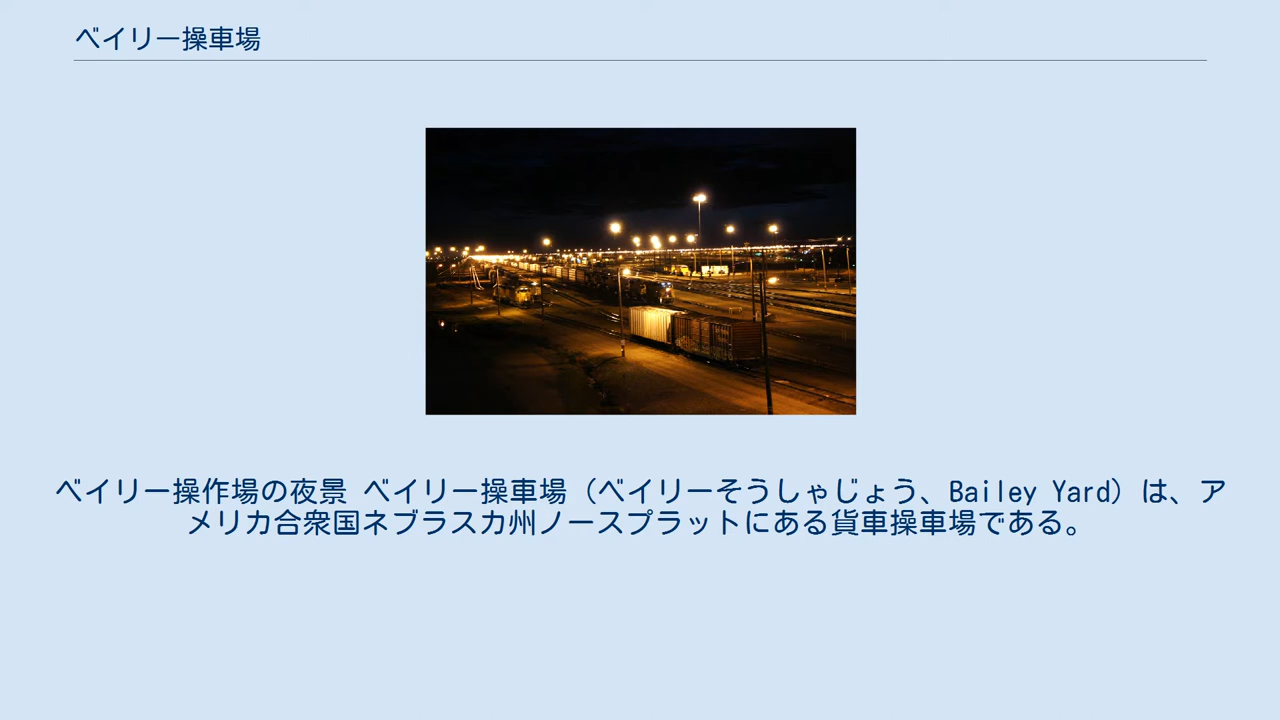 ベイリー操車場
ベイリー操作場の夜景 ベイリー操車場（ベイリーそうしゃじょう、Bailey Yard）は、ア
メリカ合衆国ネブラスカ州ノースプラットにある貨車操車場である。